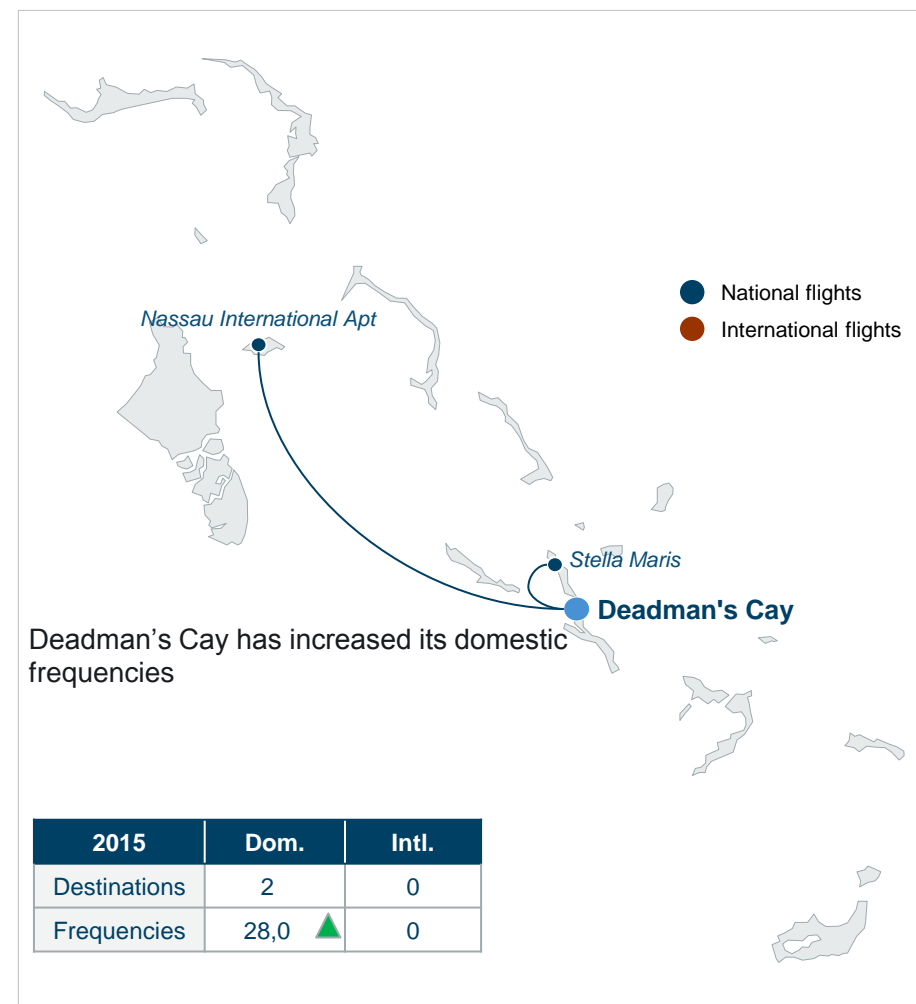 National flights
Nassau International Apt
International flights
Stella Maris
Deadman's Cay
Deadman’s Cay has increased its domestic
frequencies
2015 Dom. Intl.
Destinations 2 0
Frequencies 28,0 0